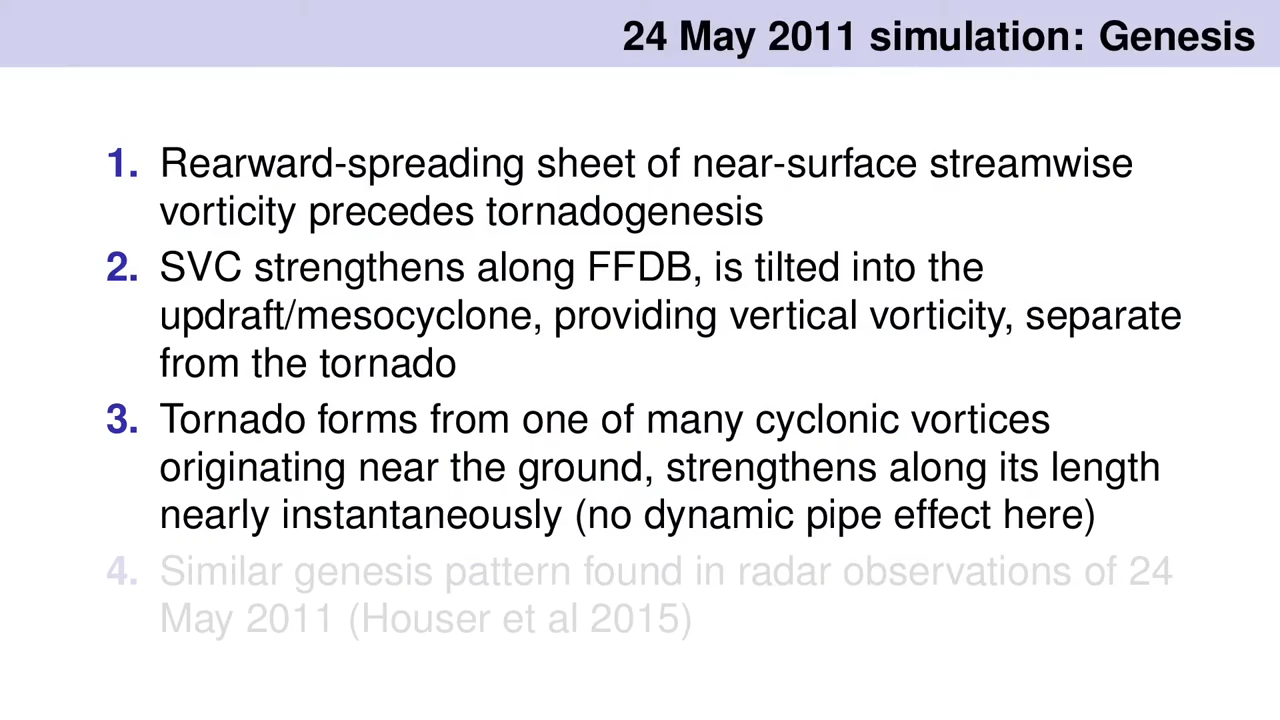 24 May 2011 simulation: Genesis
1. Rearward-spreading sheet of near-surface streamwise
vorticity precedes tornadogenesis
2. SVC strengthens along FFDB, is tilted into the
updraft/mesocyclone, providing vertical vorticity, separate
from the tornado
3. Tornado forms from one of many cyclonic vortices
originating near the ground, strengthens along its length
nearly instantaneously (no dynamic pipe effect here)
4. Similar genesis pattern found in radar observations of 24
May 2011 (Houser et al 2015)